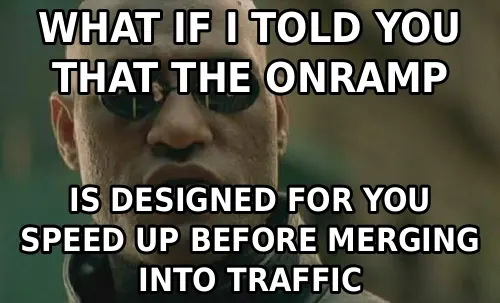 WHAT IF I TOLD YOU
THAT THE ONRAMP
IS DESIGNED FOR YOU
SPEED UP BEFORE MERGING
INTO TRAFFIC